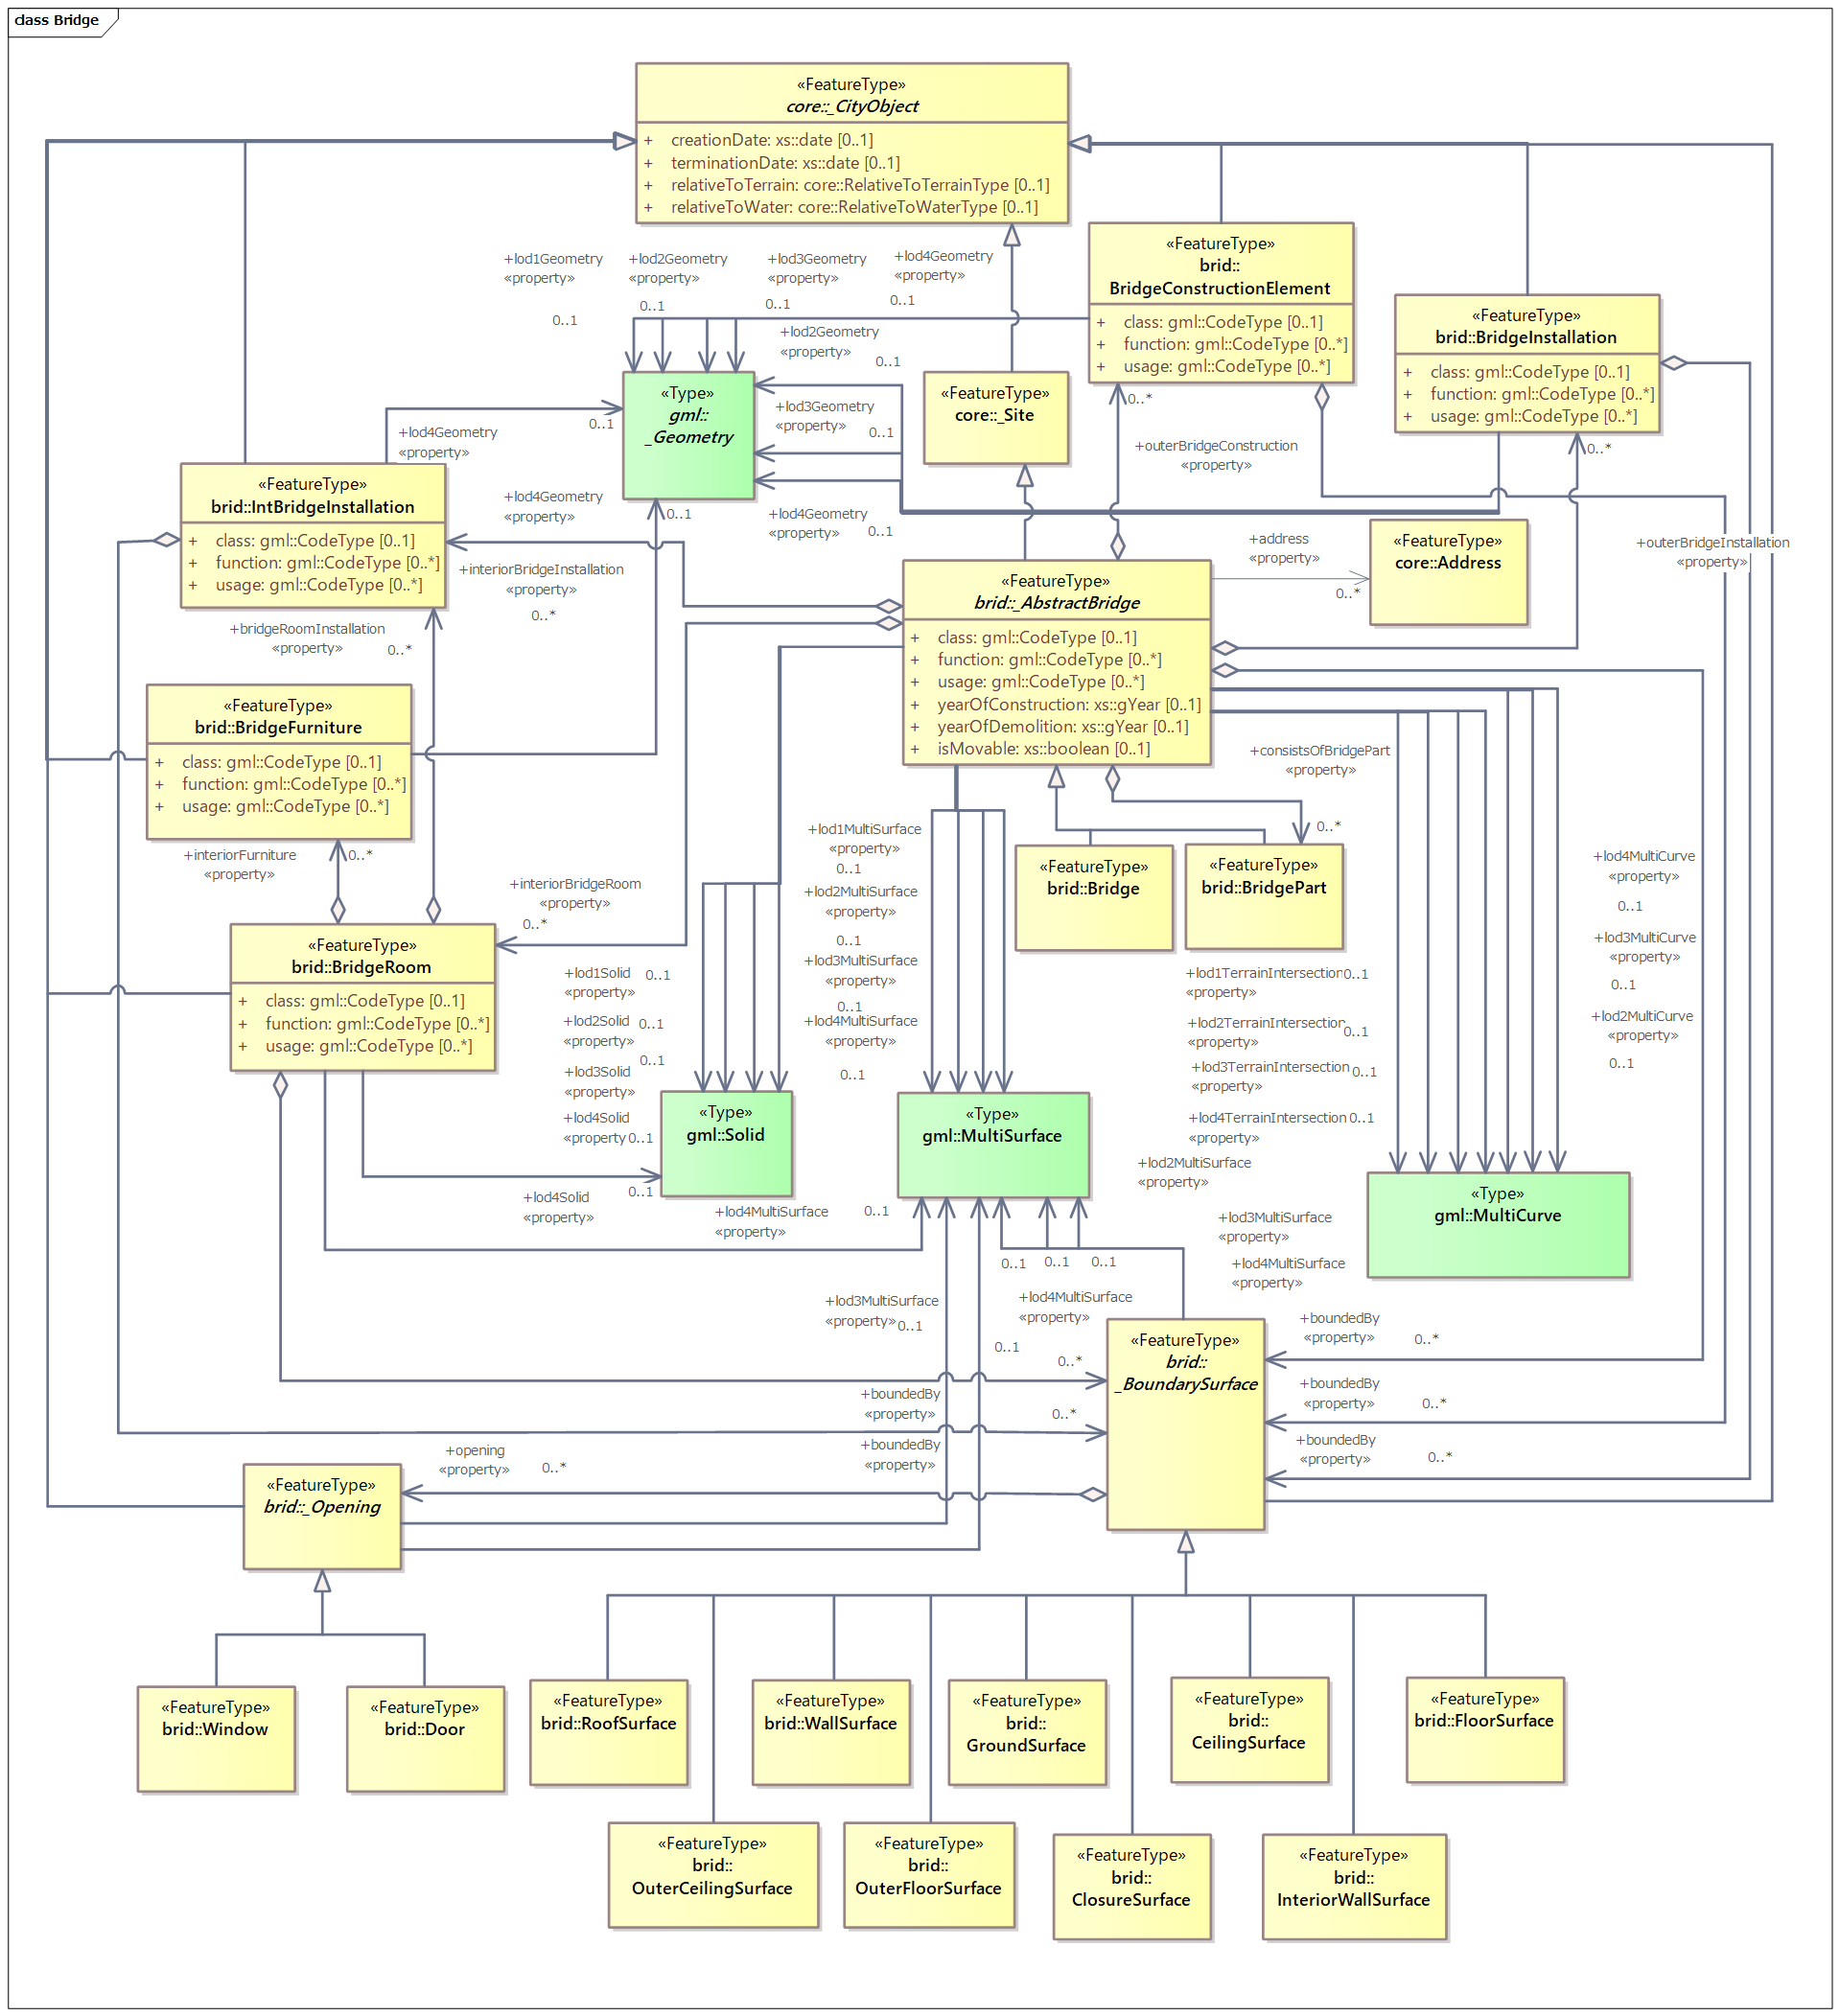 class Bridge
«FeatureType»
core::_CityObject
+ creationDate: xs::date [0..1]
+ terminationDate: xs::date [0..1]
+ relativeToTerrain: core::RelativeToTerrainType [0..1]
+ relativeToWater: core::RelativeToWaterType [0..1]
«FeatureType»
brid::
BridgeConstructionElement
+ class: gml::CodeType [0..1]
+ function: gml::CodeType [0..*]
+ usage: gml::CodeType [0..*]
«FeatureType»
brid::BridgeInstallation
+ class: gml::CodeType [0..1]
+ function: gml::CodeType [0..*]
+ usage: gml::CodeType [0..*]
+lod1Geometry
«property»
0..1
+lod2Geometry
«property»
0..1
+lod3Geometry
«property»
0..1
+lod4Geometry
«property»
0..1
+lod2Geometry
«property»
0..1
+lod3Geometry
«property»
0..1
+lod4Geometry
«property»
0..1
«Type»
gml::
_Geometry
«FeatureType»
core::_Site
0..1
+lod4Geometry
«property»
+lod4Geometry
«property»
0..1
0..*
+outerBridgeConstruction
«property»
0..*
+outerBridgeInstallation
«property»
«FeatureType»
brid::IntBridgeInstallation
+ class: gml::CodeType [0..1]
+ function: gml::CodeType [0..*]
+ usage: gml::CodeType [0..*]
+interiorBridgeInstallation
«property»
0..*
+address
«property»
0..*
«FeatureType»
core::Address
«FeatureType»
brid::_AbstractBridge
+ class: gml::CodeType [0..1]
+ function: gml::CodeType [0..*]
+ usage: gml::CodeType [0..*]
+ yearOfConstruction: xs::gYear [0..1]
+ yearOfDemolition: xs::gYear [0..1]
+ isMovable: xs::boolean [0..1]
+bridgeRoomInstallation
«property»
0..*
«FeatureType»
brid::BridgeFurniture
+ class: gml::CodeType [0..1]
+ function: gml::CodeType [0..*]
+ usage: gml::CodeType [0..*]
+interiorFurniture
«property»
0..*
+consistsOfBridgePart
«property»
0..*
«FeatureType»
brid::Bridge
«FeatureType»
brid::BridgePart
+interiorBridgeRoom
«property»
0..*
«FeatureType»
brid::BridgeRoom
+ class: gml::CodeType [0..1]
+ function: gml::CodeType [0..*]
+ usage: gml::CodeType [0..*]
+lod1MultiSurface
«property»
0..1
+lod2MultiSurface
«property»
0..1
+lod3MultiSurface
«property»
0..1
+lod4MultiSurface
«property»
0..1
+lod1Solid
«property»
0..1
+lod2Solid
«property»
0..1
0..1
+lod3Solid
«property»
+lod4Solid
«property
0..1
+lod1TerrainIntersection
«property»
0..1
+lod2TerrainIntersection
«property»
0..1
+lod3TerrainIntersection
«property»
0..1
+lod4TerrainIntersection
«property»
0..1
+lod4MultiCurve
«property»
0..1
+lod3MultiCurve
«property»
0..1
+lod2MultiCurve
«property»
0..1
«Type»
gml::Solid
«Type»
gml::MultiSurface
«Type»
gml::MultiCurve
0..1
+lod4Solid
«property»
+lod4MultiSurface
«property»
0..1
+lod2MultiSurface
«property»
+lod3MultiSurface
«property»
+lod4MultiSurface
«property»
0..1
0..1
0..1
+lod3MultiSurface
«property»
0..1
+lod4MultiSurface
«property»
0..1
«FeatureType»
brid::
_BoundarySurface
0..*
+boundedBy
«property»
0..*
+boundedBy
«property»
+boundedBy
«property»
0..*
+boundedBy
«property»
0..*
+boundedBy
«property»
0..*
+opening
«property»
0..*
«FeatureType»
brid::_Opening
«FeatureType»
brid::Window
«FeatureType»
brid::Door
«FeatureType»
brid::RoofSurface
«FeatureType»
brid::WallSurface
«FeatureType»
brid::
GroundSurface
«FeatureType»
brid::
CeilingSurface
«FeatureType»
brid::FloorSurface
«FeatureType»
brid::
OuterCeilingSurface
«FeatureType»
brid::
OuterFloorSurface
«FeatureType»
brid::
ClosureSurface
«FeatureType»
brid::
InteriorWallSurface